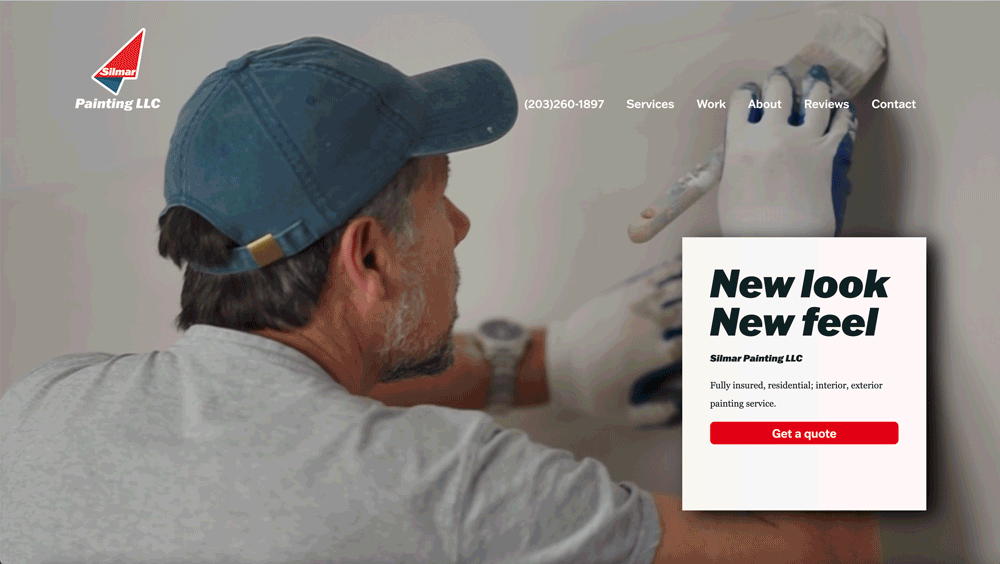 Silmar
Painting LLC
(203)260-1897 Services Work About Reviews Contact
New look
New feel
Silmar Painting LLC
Fully insured, residential; interior, exterior
painting service.
Get a quote